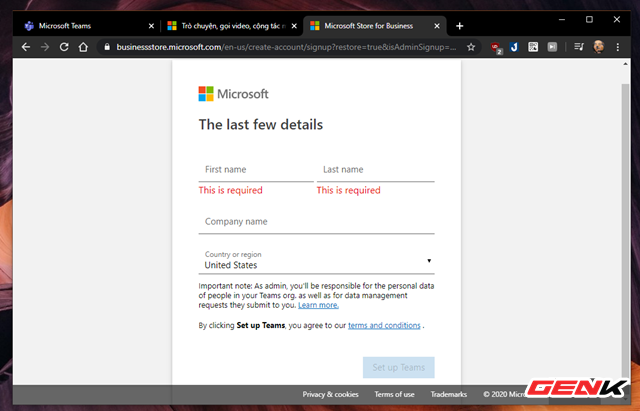 Microsoft Teams
Trò chuyện, gọi video, cộng tác r
Microsoft Store for Business
businessstore.microsoft.com/en-us/create-account/signup?restore=true&isAdminSignup=...
2
Microsoft
The last few details
First name
Last name
This is required
This is required
Company name
Country or region
United States
Important note: As admin, you'll be responsible for the personal data
of people in your Teams org. as well as for data management
requests they submit to you. Learn more.
By clicking Set up Teams, you agree to our terms and conditions .
Set up Teams
Privacy & cookies
Terms of use
Trademarks
© 2020 Micr
GENK